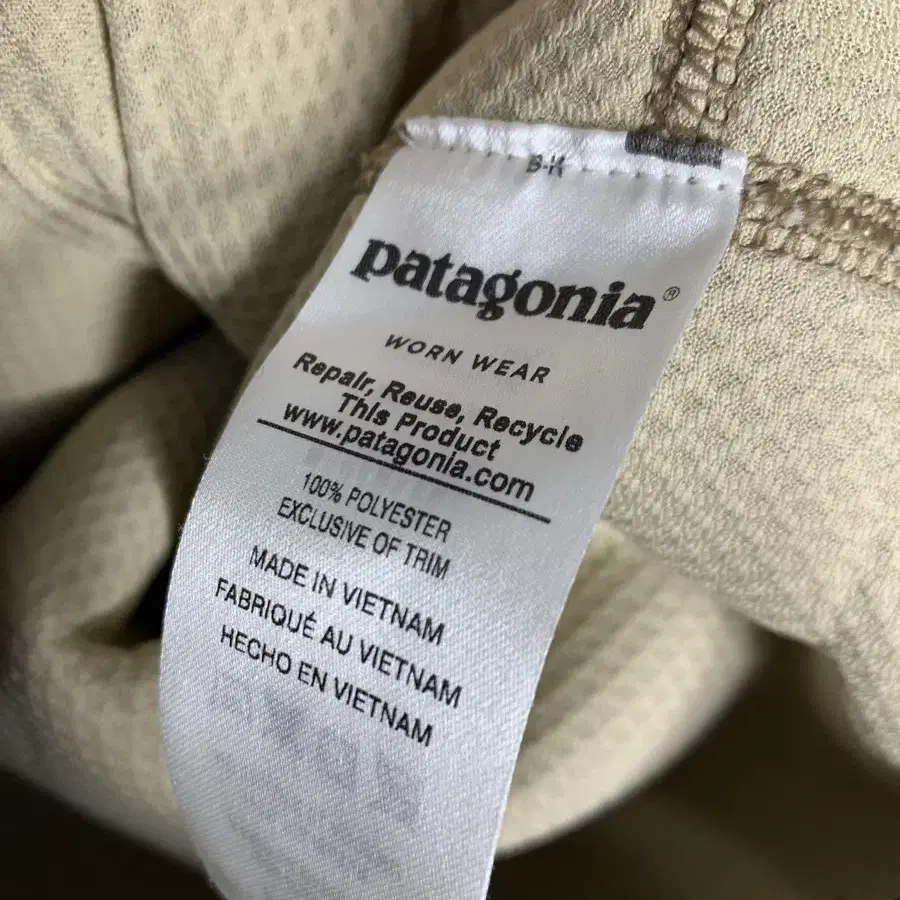 B-K
patagonia®
WORN WEAR
Repair, Reuse, Recycle
This Product
www.patagonia.com
100% POLYESTER
EXCLUSIVE OF TRIM
MADE IN VIETNAM
FABRIQUÉ AU VIETNAM
HECHO EN VIETNAM